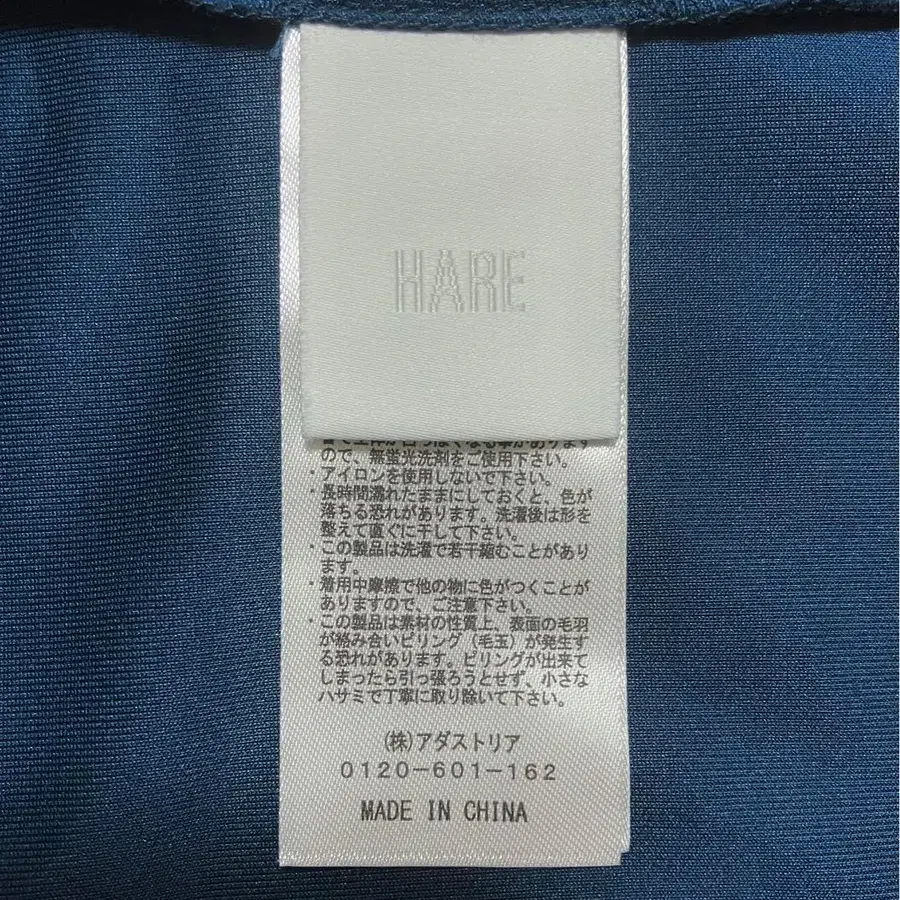 HARE
ので、無蛍光洗剤をご使用下さい。
・アイロンを使用しないで下さい。
・長時間濡れたままにしておくと、色が
落ちる恐れがあります。洗濯後は形を
整えて直ぐに干して下さい。
・この製品は洗濯で若干縮むことがあり
ます。
・着用中摩擦で他の物に色がつくことが
ありますので、ご注意下さい。
・この製品は素材の性質上、表面の毛羽
が絡み合いピリング（毛玉）が発生す
る恐れがあります。ピリングが出来て
しまったら引っ張ろうとせず、小さな
ハサミで丁寧に取り除いて下さい。
(株)アダストリア
0120-601-162
MADE IN CHINA